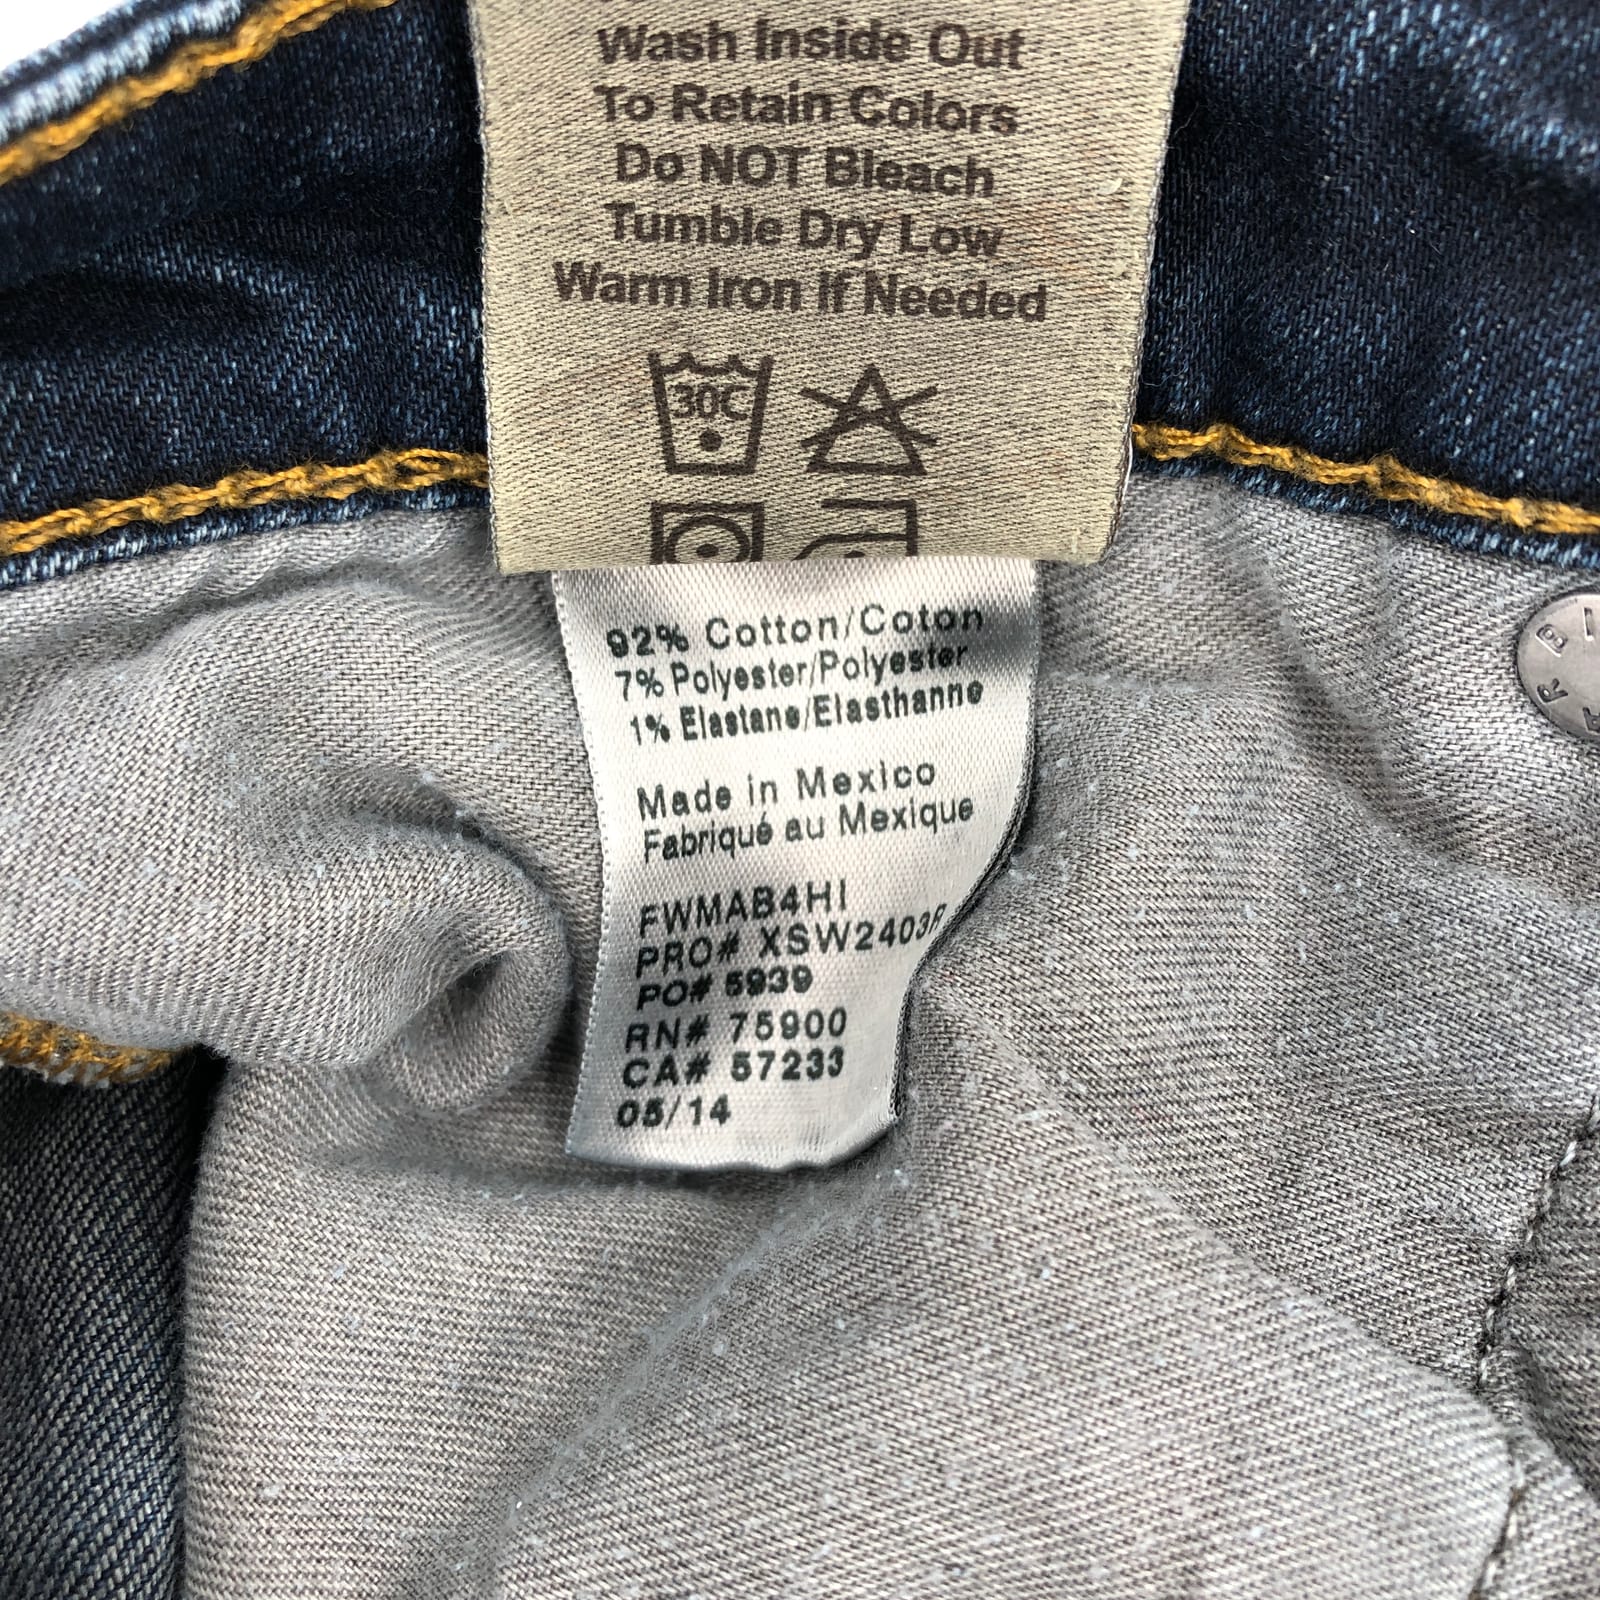 Wash Inside Out
To Retain Colors
Do NOT Bleach
Tumble Dry Low
Warm Iron If Needed
30C
92% Cotton/Coton
7% Polyester/Polyester
1% Elastane/Elasthanne
Made in Mexico
Fabriqué au Mexique
FWMAB4HI
PRO# XSW2403R
PO# 5939
RN# 75900
CA# 57233
05/14